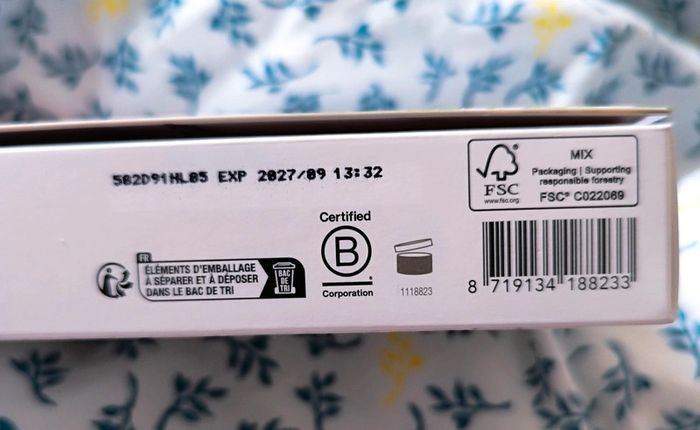 502D91NL05 EXP 2027/09 13:32
FSC
www.fsc.org
MIX
Packaging | Supporting
responsible forestry
FSC® C022069
FR
ÉLÉMENTS D'EMBALLAGE
À SÉPARER ET À DÉPOSER
DANS LE BAC DE TRI
BAC
DE
TRI
Certified
B
Corporation
1118823
8 719134 188233